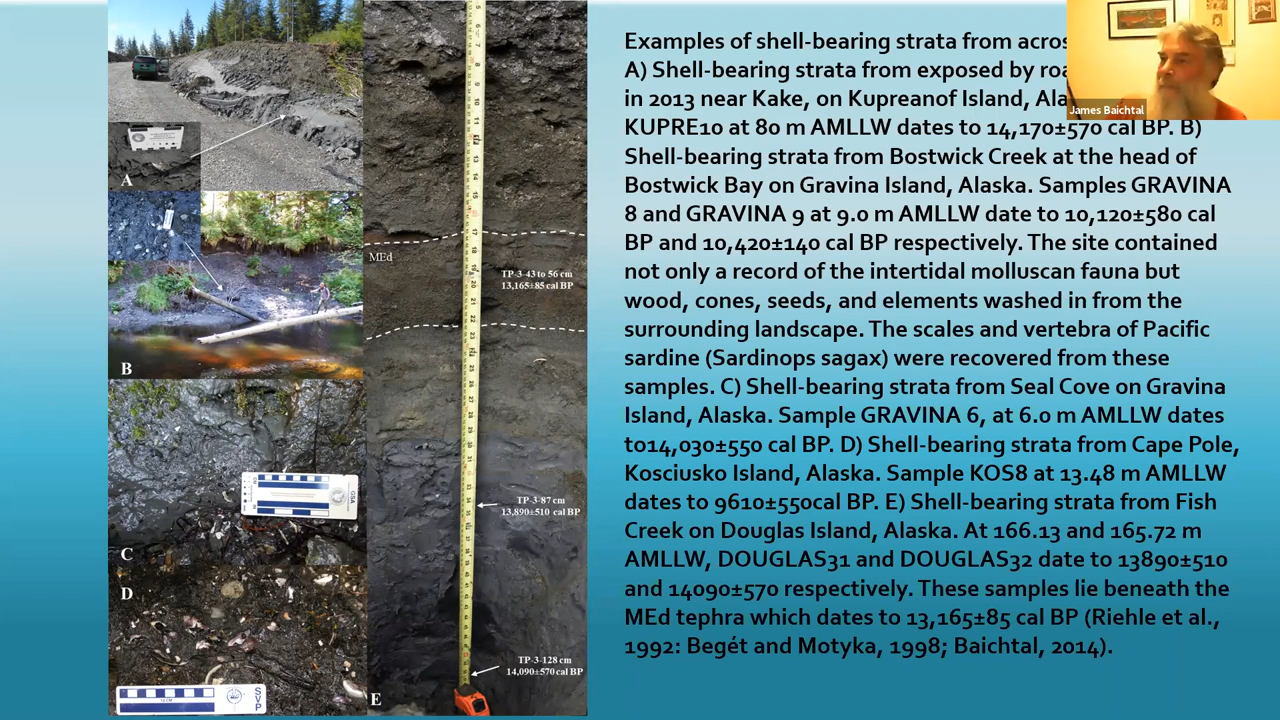 A
MEd
TP-3-43 to 56 cm
13,165±85 cal BP
B
TP-3-87 cm
13,890±510 cal BP
GSA
C
D
TP-3-128 cm
14,090±570 cal BP
10 CM
SVP
E
Examples of shell-bearing strata from
A) Shell-bearing strata from exposed by
in 2013 near Kake, on Kupreanof Island,
KUPRE10 at 80 m AMLLW dates to 14,170±570 cal BP. B)
Shell-bearing strata from Bostwick Creek at the head of
Bostwick Bay on Gravina Island, Alaska. Samples GRAVINA
8 and GRAVINA 9 at 9.0 m AMLLW date to 10,120±580 cal
BP and 10,420±140 cal BP respectively. The site contained
not only a record of the intertidal molluscan fauna but
wood, cones, seeds, and elements washed in from the
surrounding landscape. The scales and vertebra of Pacific
sardine (Sardinops sagax) were recovered from these
samples. C) Shell-bearing strata from Seal Cove on Gravina
Island, Alaska. Sample GRAVINA 6, at 6.0 m AMLLW dates
to14,030±550 cal BP. D) Shell-bearing strata from Cape Pole,
Kosciusko Island, Alaska. Sample KOS8 at 13.48 m AMLLW
dates to 9610±550cal BP. E) Shell-bearing strata from Fish
Creek on Douglas Island, Alaska. At 166.13 and 165.72 m
AMLLW, DOUGLAS31 and DOUGLAS32 date to 13890±510
and 14090±570 respectively. These samples lie beneath the
MEd tephra which dates to 13,165±85 cal BP (Riehle et al.,
1992: Begét and Motyka, 1998; Baichtal, 2014).
James Baichtal